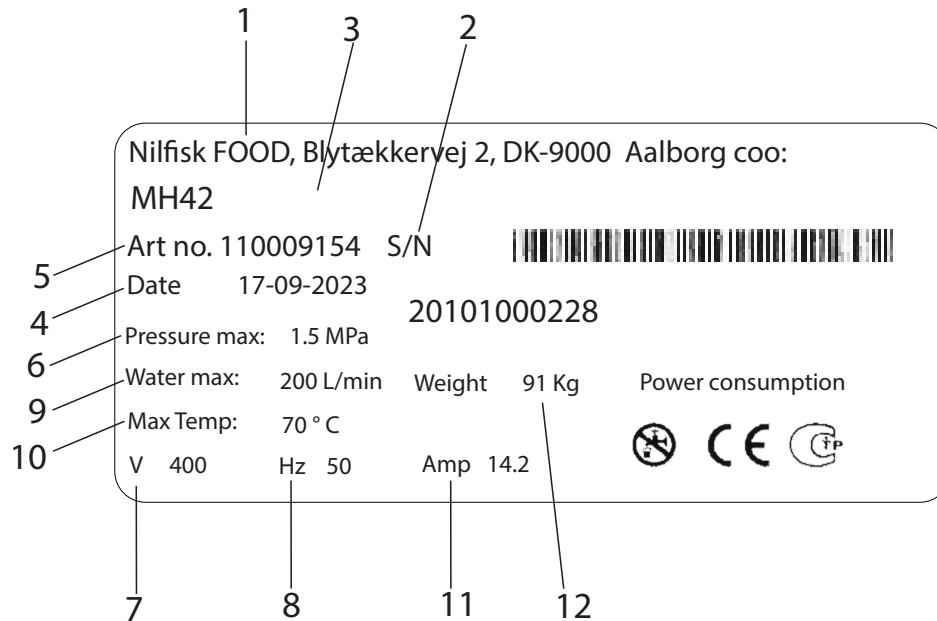 1
3
2
Nilfisk FOOD, Blytækkervej 2, DK-9000 Aalborg coo:
MH42
5
Art no. 110009154 S/N
4
Date 17-09-2023
20101000228
6
Pressure max: 1.5 MPa
9
Water max: 200 L/min Weight 91 Kg Power consumption
10
Max Temp: 70 ° C
CE
V 400 Hz 50 Amp 14.2
7
8
11
12